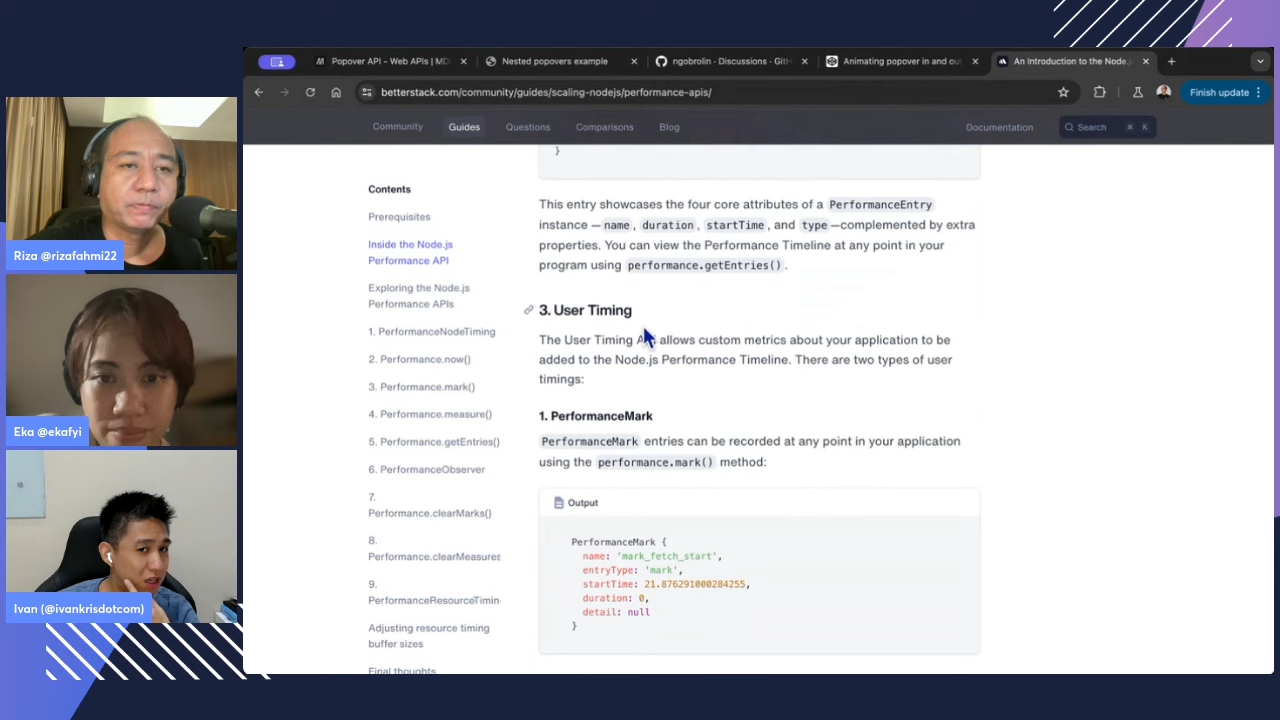 Popover API - Web APIs | MD
Nested popovers example
ngobrolin · Discussions · GitH
Animating popover in and out
An Introduction to the Node.j
betterstack.com/community/guides/scaling-nodejs/performance-apis/
Finish update
Community
Guides
Questions
Comparisons
Blog
Documentation
Search
⌘ K
Riza @rizafahmi22
Eka @ekafyi
Ivan (@ivankrisdotcom)
Contents
Prerequisites
Inside the Node.js
Performance API
Exploring the Node.js
Performance APIs
1. PerformanceNodeTiming
2. Performance.now()
3. Performance.mark()
4. Performance.measure()
5. Performance.getEntries()
6. PerformanceObserver
7.
Performance.clearMarks()
8.
Performance.clearMeasures
9.
PerformanceResourceTimin
Adjusting resource timing
buffer sizes
Final thoughts
}
This entry showcases the four core attributes of a PerformanceEntry
instance —name, duration, startTime, and type—complemented by extra
properties. You can view the Performance Timeline at any point in your
program using performance.getEntries().
3. User Timing
The User Timing allows custom metrics about your application to be
added to the Node.js Performance Timeline. There are two types of user
timings:
1. PerformanceMark
PerformanceMark entries can be recorded at any point in your application
using the performance.mark() method:
Output
PerformanceMark {
name: 'mark_fetch_start',
entryType: 'mark',
startTime: 21.876291000284255,
duration: 0,
detail: null
}